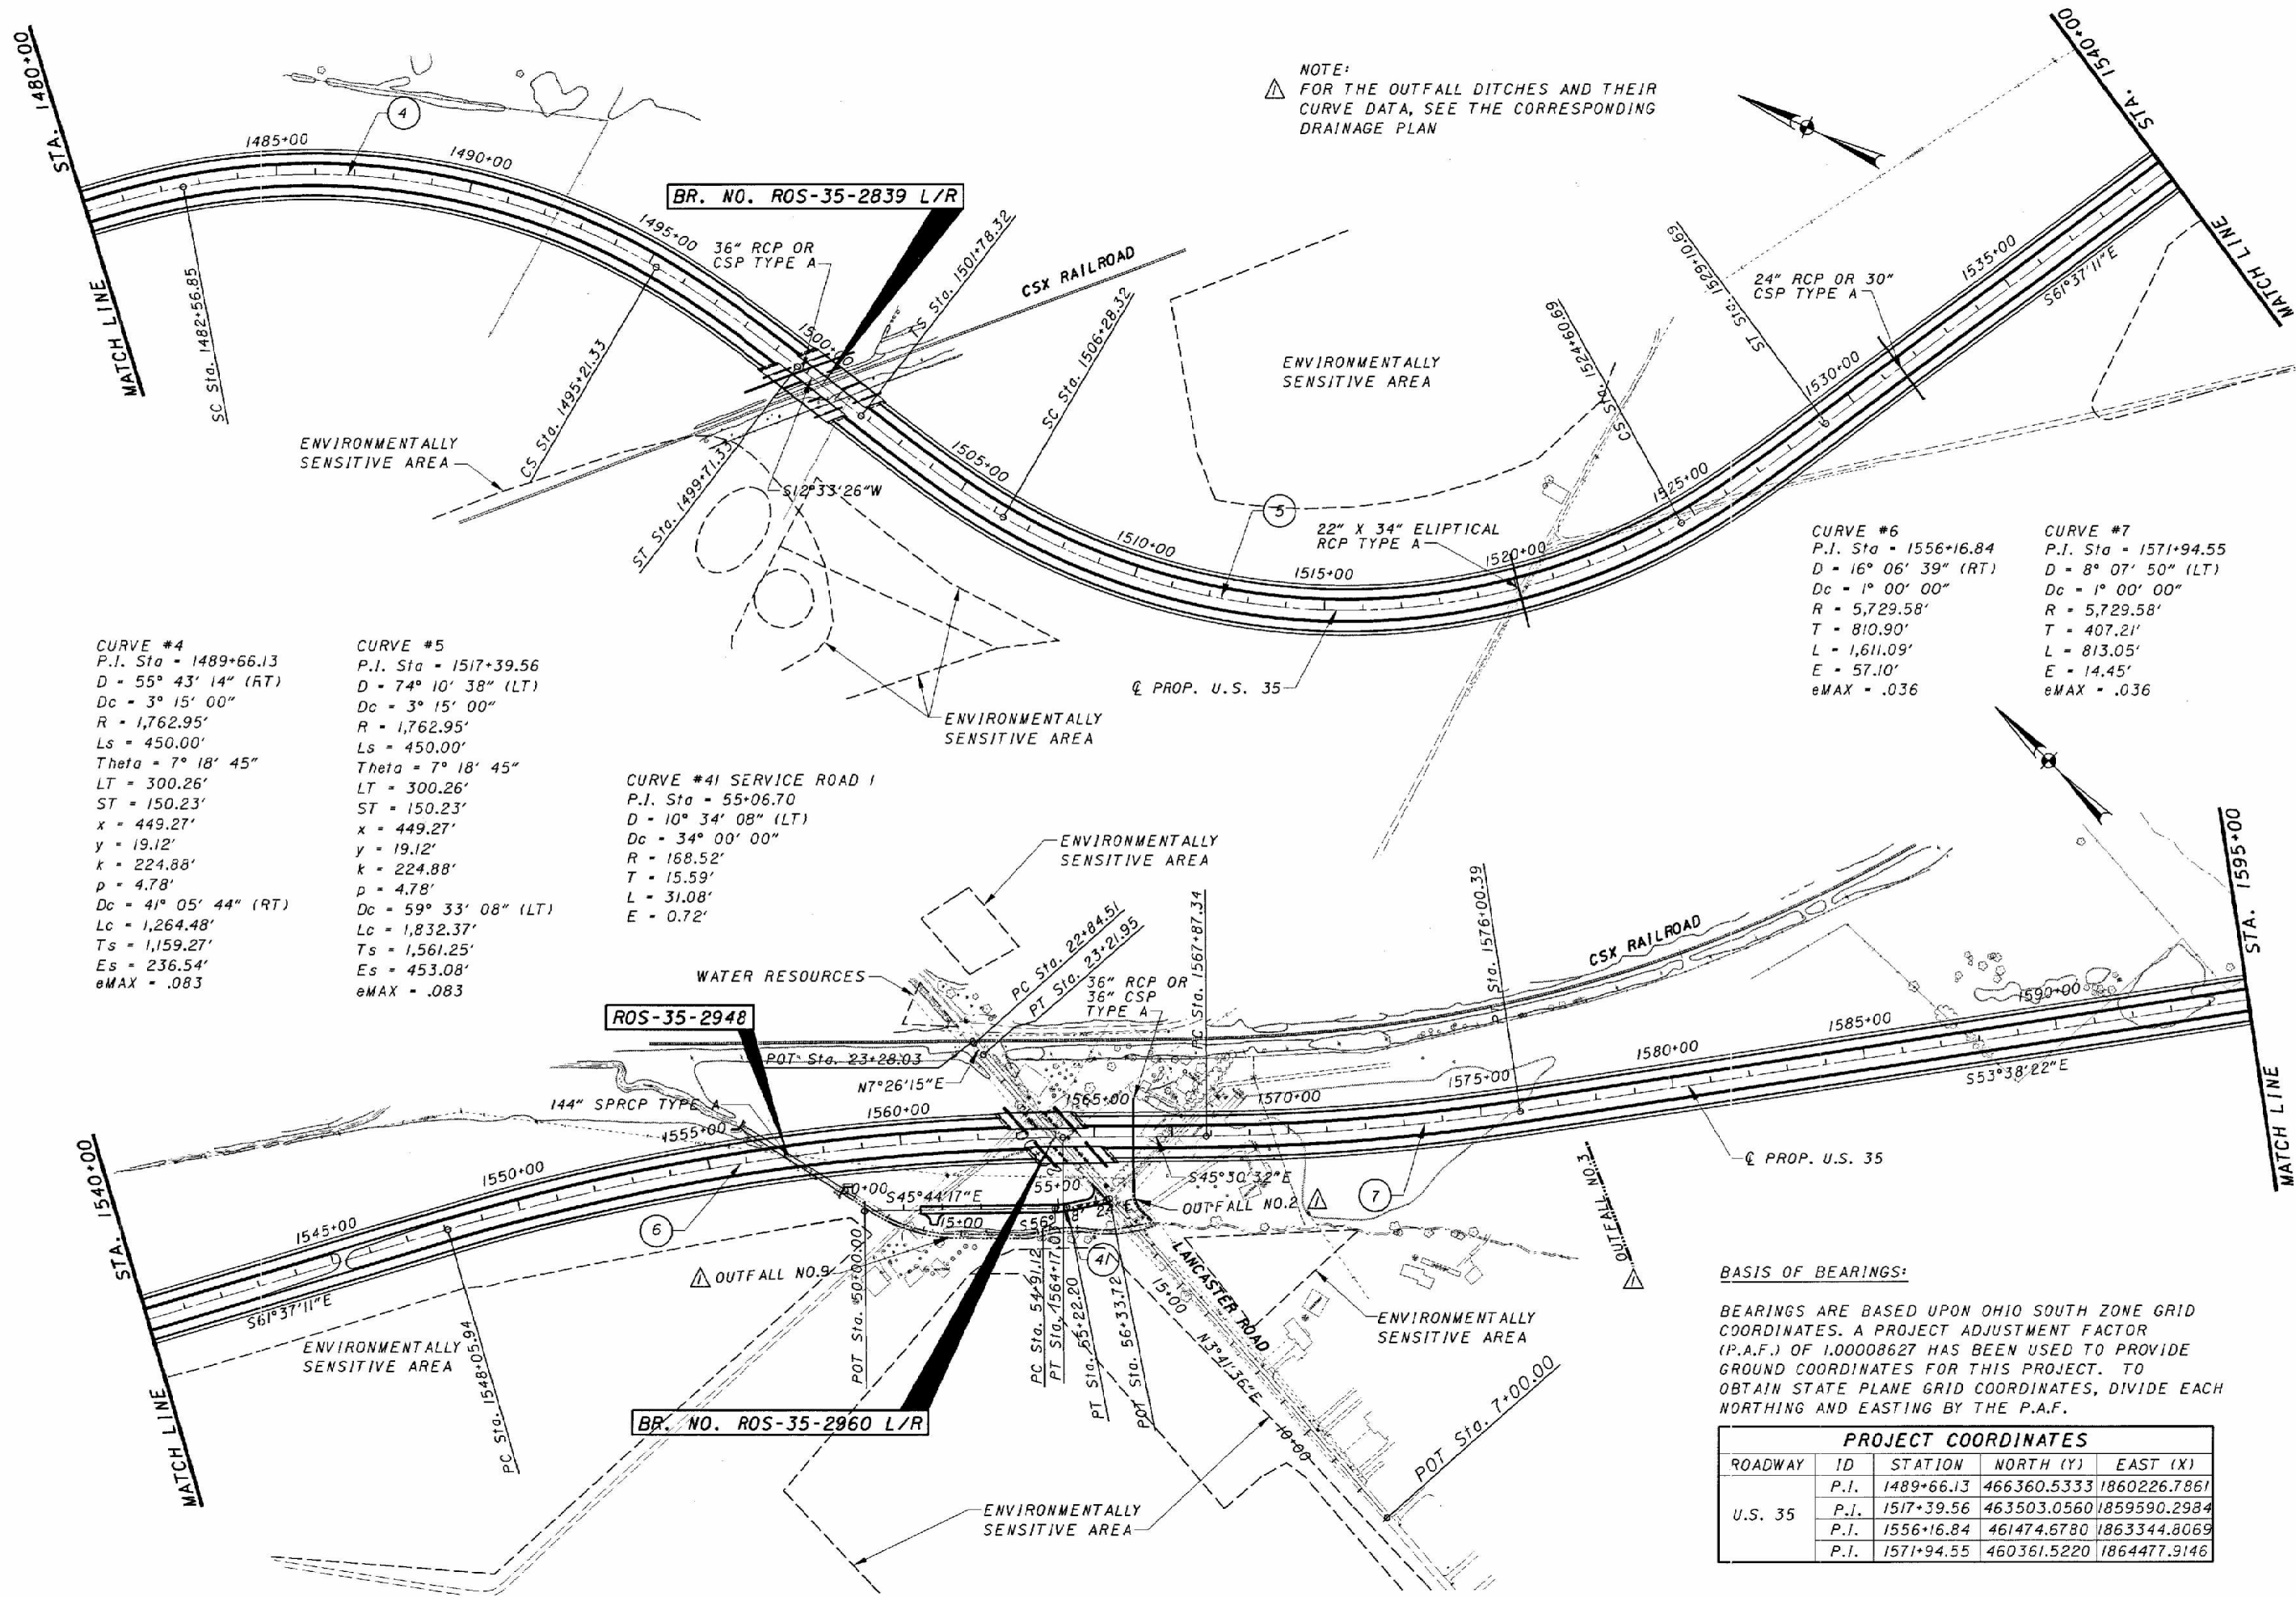 STA. 1480+00
MATCH LINE
1485+00
4
1490+00
SC Sta. 1482+56.85
BR. NO. ROS-35-2839 L/R
1495+00
36" RCP OR
CSP TYPE A
CS Sta. 1495+21.33
1500+00
TS Sta. 1501+78.32
CSX RAILROAD
ST Sta. 1499+71.33
S12°33'26"W
ENVIRONMENTALLY
SENSITIVE AREA
1505+00
SC Sta. 1506+28.32
NOTE:
1 FOR THE OUTFALL DITCHES AND THEIR
CURVE DATA, SEE THE CORRESPONDING
DRAINAGE PLAN
ENVIRONMENTALLY
SENSITIVE AREA
5
1510+00
22" X 34" ELIPTICAL
RCP TYPE A
1515+00
1520+00
CS Sta. 1524+60.69
1525+00
ST Sta. 1529+10.69
24" RCP OR 30"
CSP TYPE A
1530+00
1535+00
S61°37'11"E
STA. 1540+00
MATCH LINE
℄ PROP. U.S. 35
ENVIRONMENTALLY
SENSITIVE AREA
CURVE #4
P.I. Sta = 1489+66.13
D = 55° 43' 14" (RT)
Dc = 3° 15' 00"
R = 1,762.95'
Ls = 450.00'
Theta = 7° 18' 45"
LT = 300.26'
ST = 150.23'
x = 449.27'
y = 19.12'
k = 224.88'
p = 4.78'
Dc = 41° 05' 44" (RT)
Lc = 1,264.48'
Ts = 1,159.27'
Es = 236.54'
eMAX = .083
CURVE #5
P.I. Sta = 1517+39.56
D = 74° 10' 38" (LT)
Dc = 3° 15' 00"
R = 1,762.95'
Ls = 450.00'
Theta = 7° 18' 45"
LT = 300.26'
ST = 150.23'
x = 449.27'
y = 19.12'
k = 224.88'
p = 4.78'
Dc = 59° 33' 08" (LT)
Lc = 1,832.37'
Ts = 1,561.25'
Es = 453.08'
eMAX = .083
CURVE #41 SERVICE ROAD 1
P.I. Sta = 55+06.70
D = 10° 34' 08" (LT)
Dc = 34° 00' 00"
R = 168.52'
T = 15.59'
L = 31.08'
E = 0.72'
CURVE #6
P.I. Sta = 1556+16.84
D = 16° 06' 39" (RT)
Dc = 1° 00' 00"
R = 5,729.58'
T = 810.90'
L = 1,611.09'
E = 57.10'
eMAX = .036
CURVE #7
P.I. Sta = 1571+94.55
D = 8° 07' 50" (LT)
Dc = 1° 00' 00"
R = 5,729.58'
T = 407.21'
L = 813.05'
E = 14.45'
eMAX = .036
ENVIRONMENTALLY
SENSITIVE AREA
WATER RESOURCES
ROS-35-2948
PC Sta. 22+84.51
PT Sta. 23+21.95
36" RCP OR
36" CSP
TYPE A
PC Sta. 1567+87.34
Sta. 1576+00.39
CSX RAILROAD
POT Sta. 23+28.03
N7°26'15"E
144" SPRCP TYPE A
STA. 1540+00
MATCH LINE
1545+00
1550+00
1555+00
1560+00
1565+00
1570+00
1575+00
1580+00
1585+00
1590+00
STA. 1595+00
MATCH LINE
S53°38'22"E
℄ PROP. U.S. 35
S61°37'11"E
PC Sta. 1548+05.94
6
50+00
S45°44'17"E
55+00
S45°30'32"E
OUTFALL NO.2 1
7
OUTFALL NO.3
1
15+00
S56°
1 OUTFALL NO.9
POT Sta. 50+00.00
PC Sta. 54+91.12
PT Sta. 1564+17.01
PT Sta. 55+22.20
POT Sta. 56+33.72
41
LANCASTER ROAD
15+00
N3°41'36"E
10+00
POT Sta. 7+00.00
ENVIRONMENTALLY
SENSITIVE AREA
ENVIRONMENTALLY
SENSITIVE AREA
BR. NO. ROS-35-2960 L/R
ENVIRONMENTALLY
SENSITIVE AREA
BASIS OF BEARINGS:
BEARINGS ARE BASED UPON OHIO SOUTH ZONE GRID
COORDINATES. A PROJECT ADJUSTMENT FACTOR
(P.A.F.) OF 1.00008627 HAS BEEN USED TO PROVIDE
GROUND COORDINATES FOR THIS PROJECT. TO
OBTAIN STATE PLANE GRID COORDINATES, DIVIDE EACH
NORTHING AND EASTING BY THE P.A.F.
PROJECT COORDINATES
ROADWAY ID STATION NORTH (Y) EAST (X)
U.S. 35
P.I. 1489+66.13 466360.5333 1860226.7861
P.I. 1517+39.56 463503.0560 1859590.2984
P.I. 1556+16.84 461474.6780 1863344.8069
P.I. 1571+94.55 460361.5220 1864477.9146